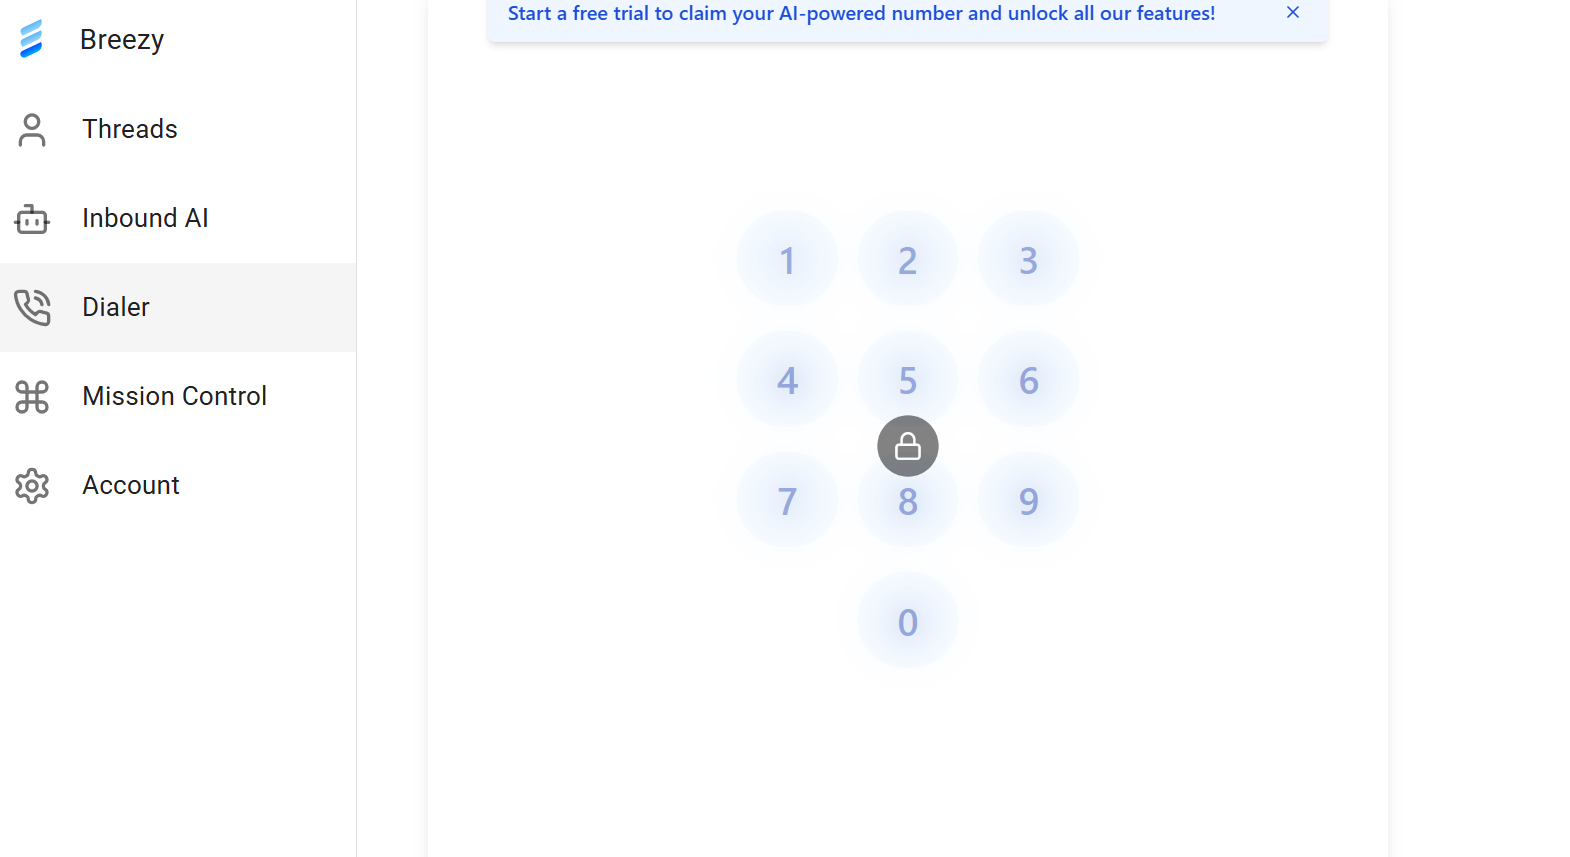 Start a free trial to claim your AI-powered number and unlock all our features!
Breezy
Threads
Inbound AI
Dialer
Mission Control
Account
1 2 3
4 5 6
7 8 9
0